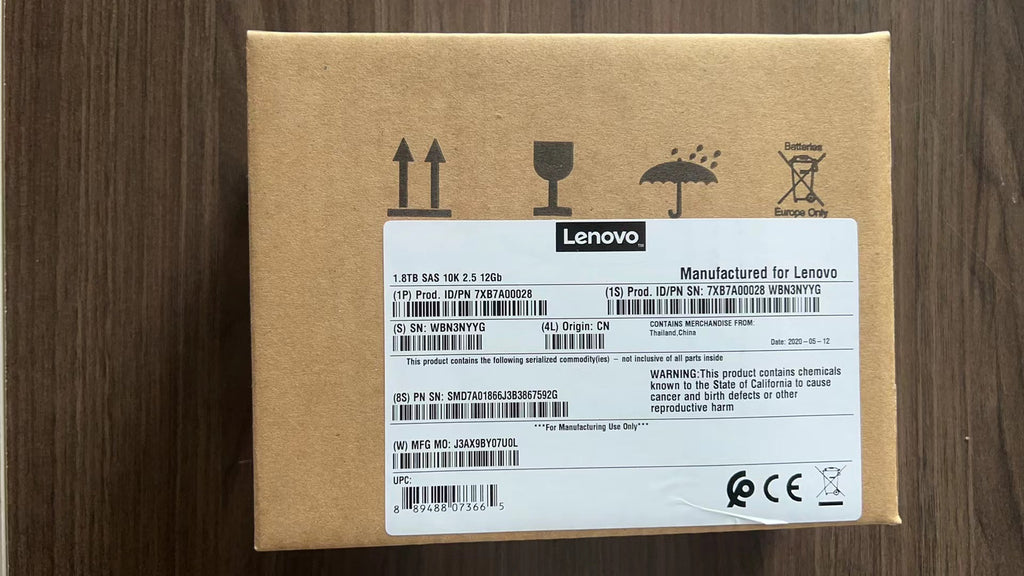 Batteries
Europe Only
Lenovo™
1.8TB SAS 10K 2.5 12Gb
Manufactured for Lenovo
(1P) Prod. ID/PN 7XB7A00028
(1S) Prod. ID/PN SN: 7XB7A00028 WBN3NYYG
(S) SN: WBN3NYYG
(4L) Origin: CN
CONTAINS MERCHANDISE FROM:
Thailand,China
Date: 2020-05-12
This product contains the following serialized commodity(ies) - not inclusive of all parts inside
WARNING:This product contains chemicals
known to the State of California to cause
cancer and birth defects or other
reproductive harm
(8S) PN SN: SMD7A01866J3B3867592G
***For Manufacturing Use Only***
(W) MFG MO: J3AX9BY07U0L
UPC:
8 89488 07366 5
CE